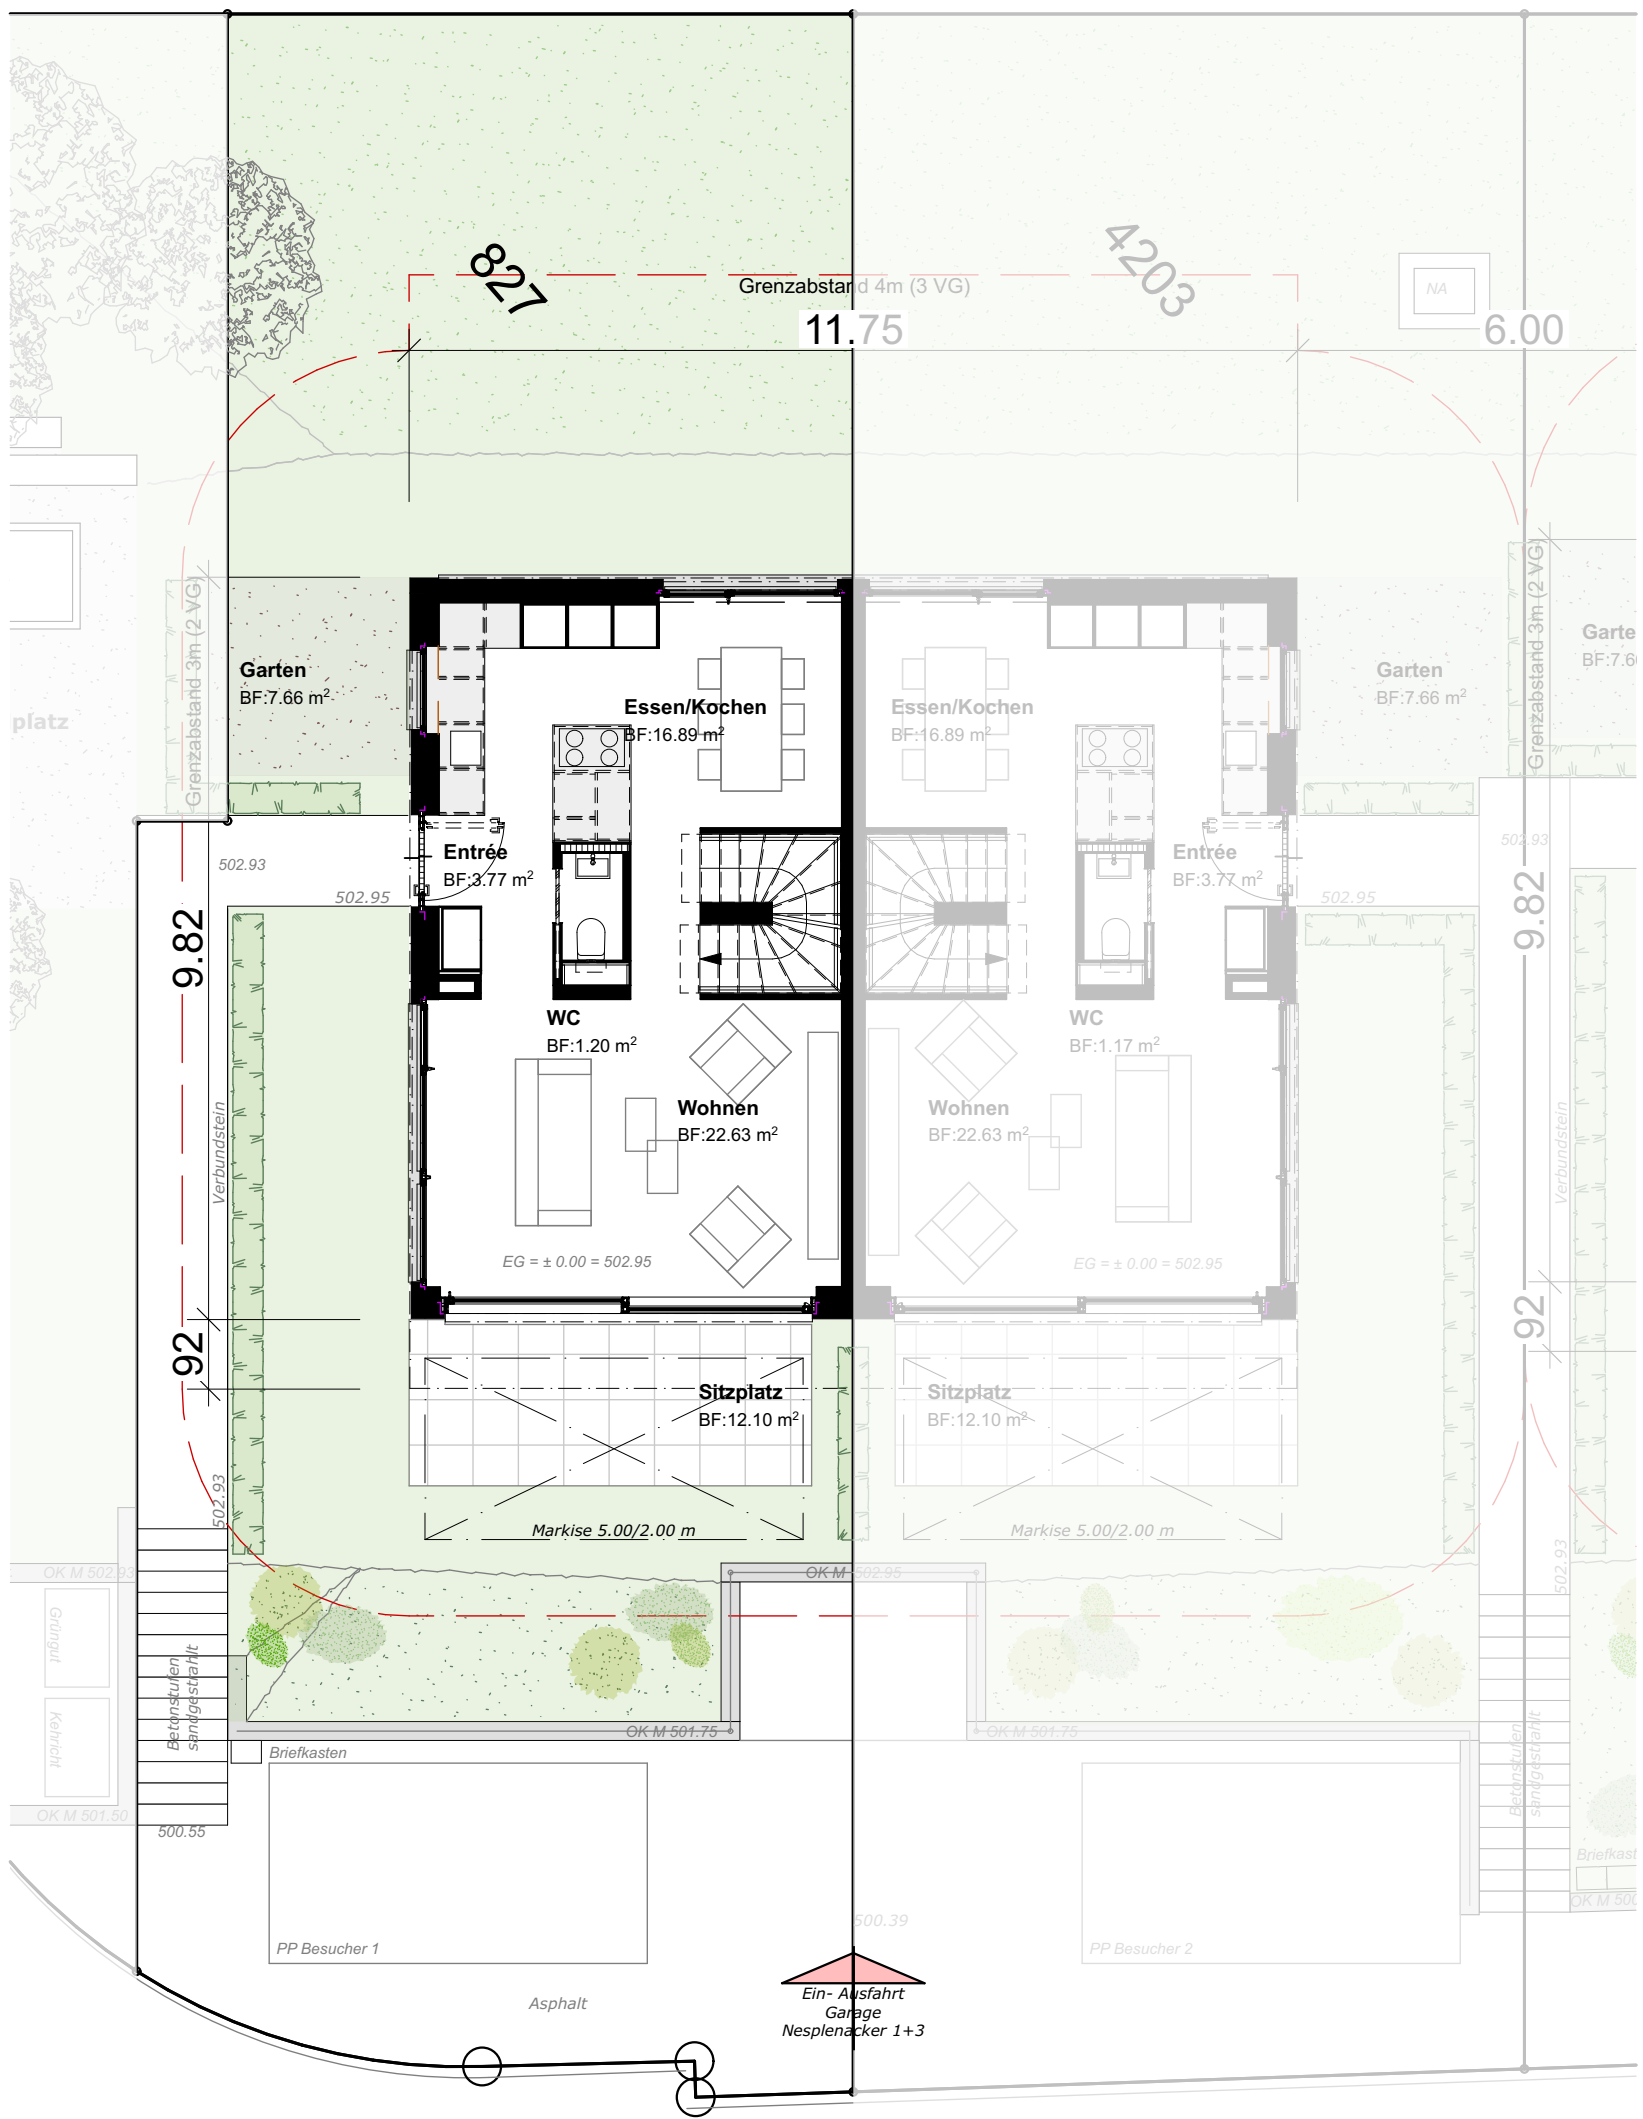 827
4203
Grenzabstand 4m (3 VG)
NA
11.75
6.00
Grenzabstand 3m (2 VG)
Grenzabstand 3m (2 VG)
Garten
BF:7.66 m²
Essen/Kochen
BF:16.89 m²
Essen/Kochen
BF:16.89 m²
Garten
BF:7.66 m²
Garte
BF:7.6
platz
Entrée
BF:3.77 m²
Entrée
BF:3.77 m²
502.93
502.95
502.93
502.95
9.82
9.82
WC
BF:1.20 m²
WC
BF:1.17 m²
Wohnen
BF:22.63 m²
Wohnen
BF:22.63 m²
Verbundstein
Verbundstein
EG = ± 0.00 = 502.95
EG = ± 0.00 = 502.95
92
92
Sitzplatz
BF:12.10 m²
Sitzplatz
BF:12.10 m²
502.93
502.93
Markise 5.00/2.00 m
Markise 5.00/2.00 m
OK M 502.93
OK M 502.95
Grüngut
Kehricht
Betonstufen
sandgestrahlt
Betonstufen
sandgestrahlt
OK M 501.75
OK M 501.75
Briefkasten
OK M 501.50
500.55
Briefkast
OK M 500
500.39
PP Besucher 1
PP Besucher 2
Asphalt
Ein- Ausfahrt
Garage
Nesplenacker 1+3